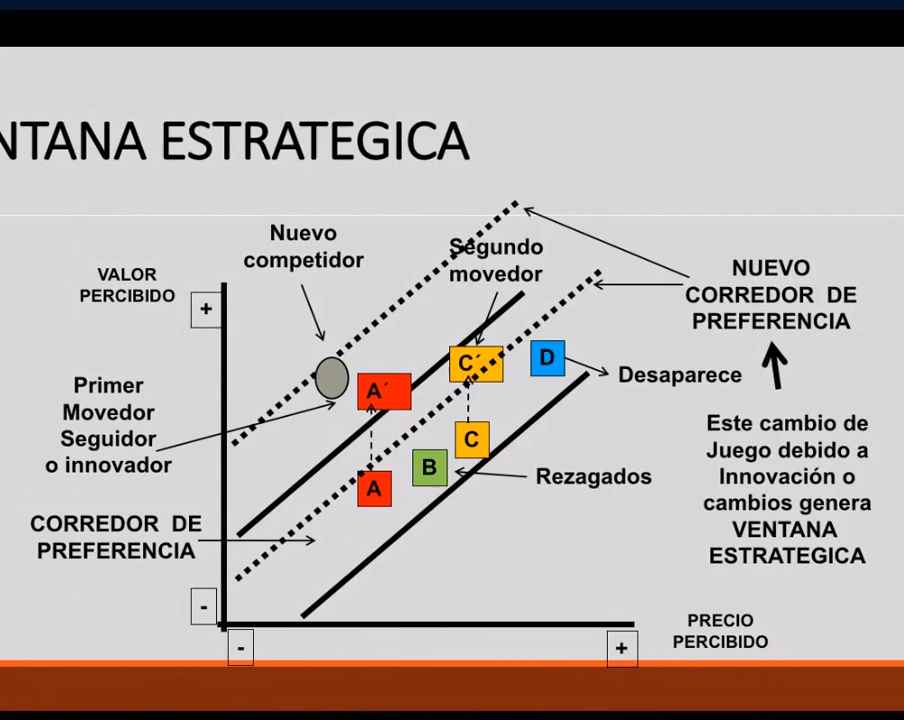 NTANA ESTRATEGICA
Nuevo
competidor
Segundo
movedor
VALOR
PERCIBIDO
+
NUEVO
CORREDOR DE
PREFERENCIA
C´
D
Desaparece
A´
Primer
Movedor
Seguidor
o innovador
Este cambio de
Juego debido a
Innovación o
cambios genera
VENTANA
ESTRATEGICA
C
B
A
Rezagados
CORREDOR DE
PREFERENCIA
-
-
+
PRECIO
PERCIBIDO